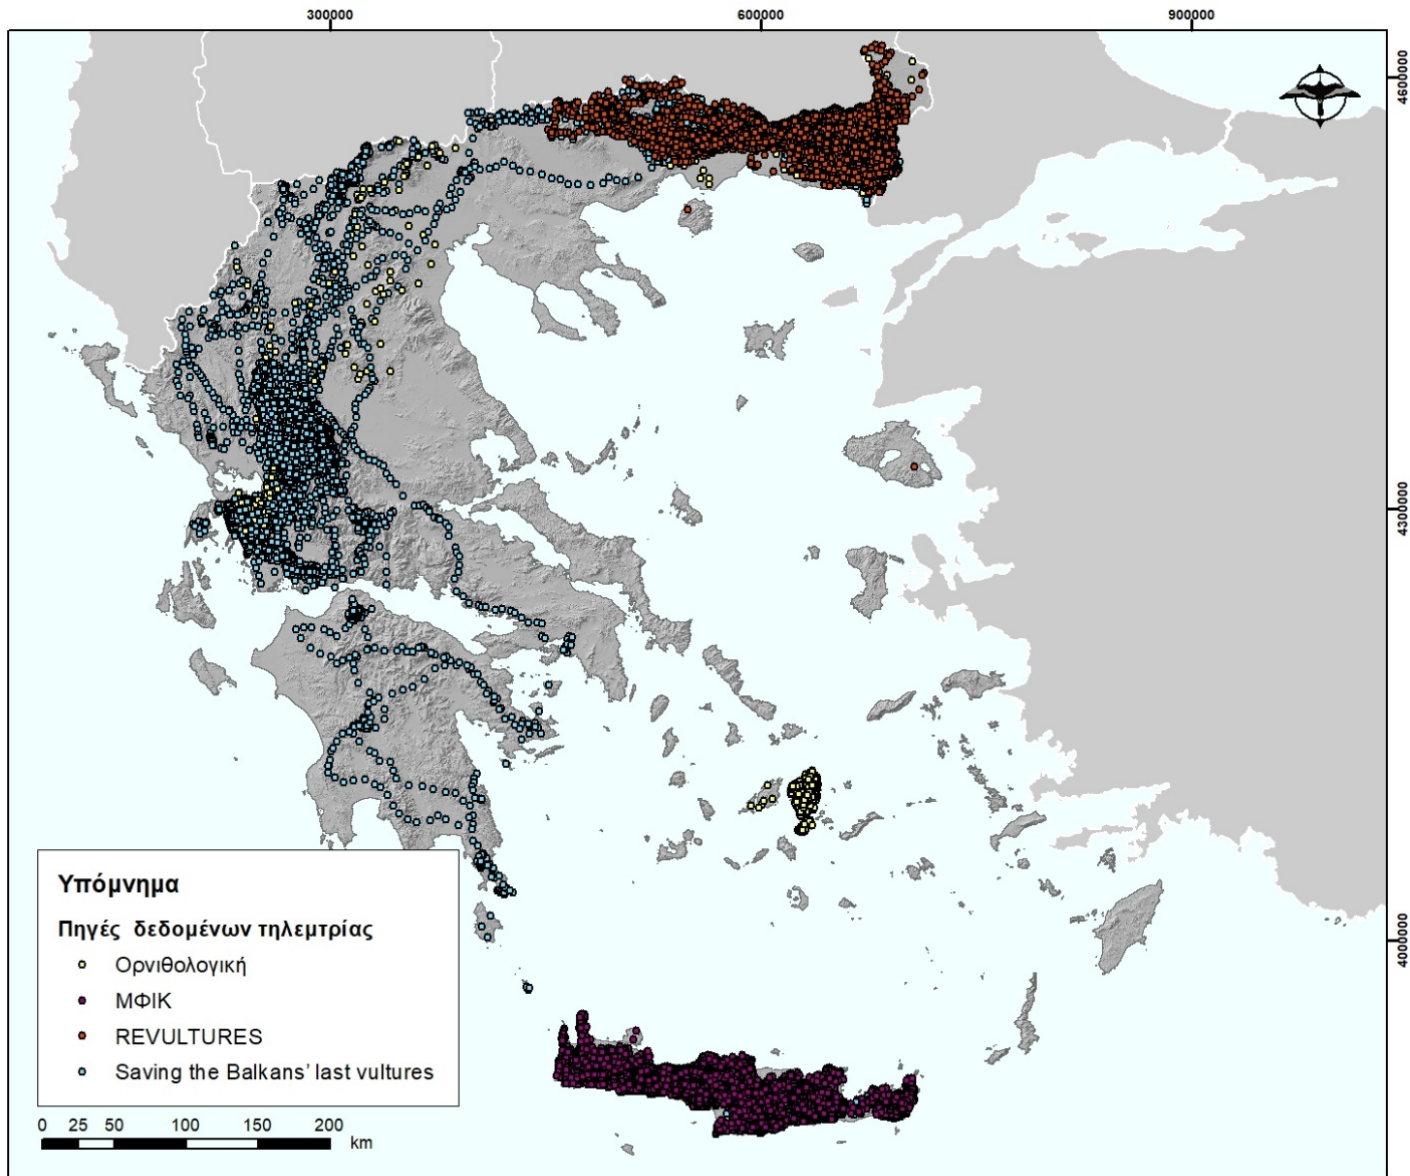 300000
600000
900000
4600000
4300000
4000000
Υπόμνημα
Πηγές δεδομένων τηλεμτρίας
Ορνιθολογική
ΜΦΙΚ
REVULTURES
Saving the Balkans’ last vultures
0 25 50 100 150 200
km